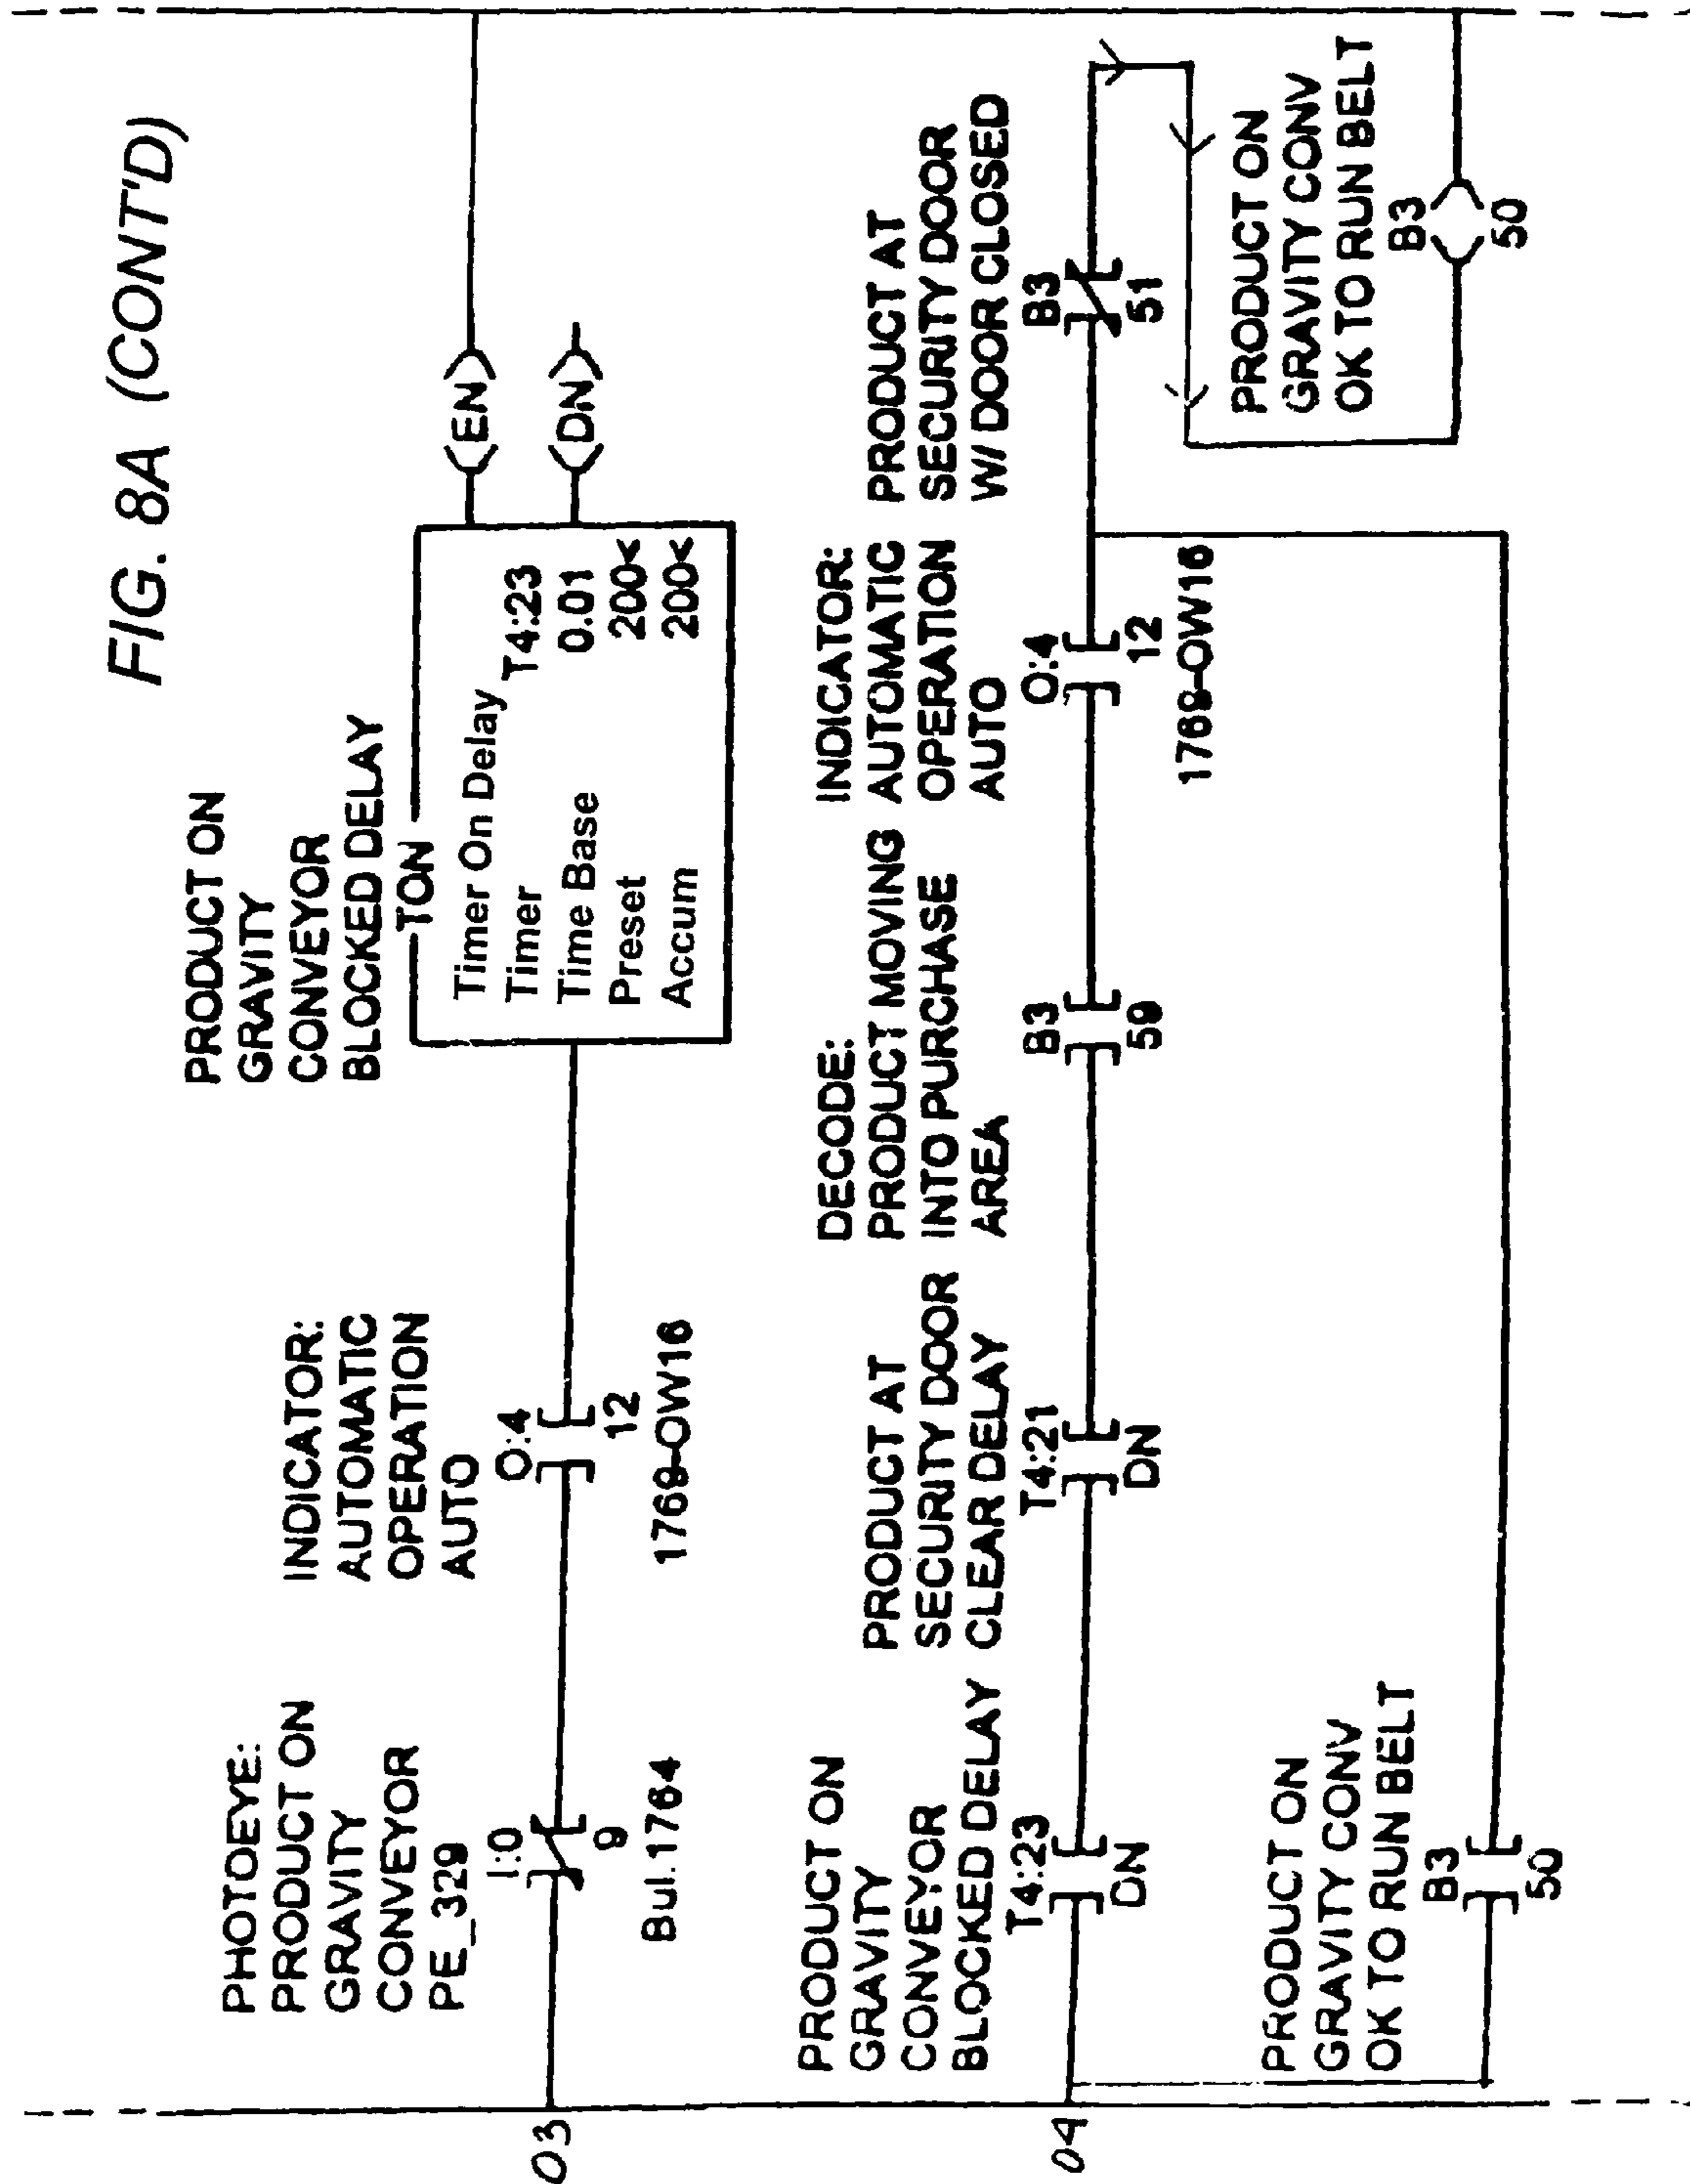 FIG. 8A (CONT'D)
03
PHOTOEYE:
PRODUCT ON
GRAVITY
CONVEYOR
PE_329
I:0
9
Bul.1764
INDICATOR:
AUTOMATIC
OPERATION
AUTO
O:4
12
1769-OW16
PRODUCT ON
GRAVITY
CONVEYOR
BLOCKED DELAY
TON
Timer On Delay
Timer T4:23
Time Base 0.01
Preset 200<
Accum 200<
EN
DN
04
PRODUCT ON
GRAVITY
CONVEYOR
BLOCKED DELAY
T4:23
DN
PRODUCT AT
SECURITY DOOR
CLEAR DELAY
T4:21
DN
DECODE:
PRODUCT MOVING
INTO PURCHASE
AREA
B3
59
INDICATOR:
AUTOMATIC
OPERATION
AUTO
O:4
12
1769-OW16
PRODUCT AT
SECURITY DOOR
W/ DOOR CLOSED
B3
51
PRODUCT ON
GRAVITY CONV
OK TO RUN BELT
B3
50
PRODUCT ON
GRAVITY CONV
OK TO RUN BELT
B3
50